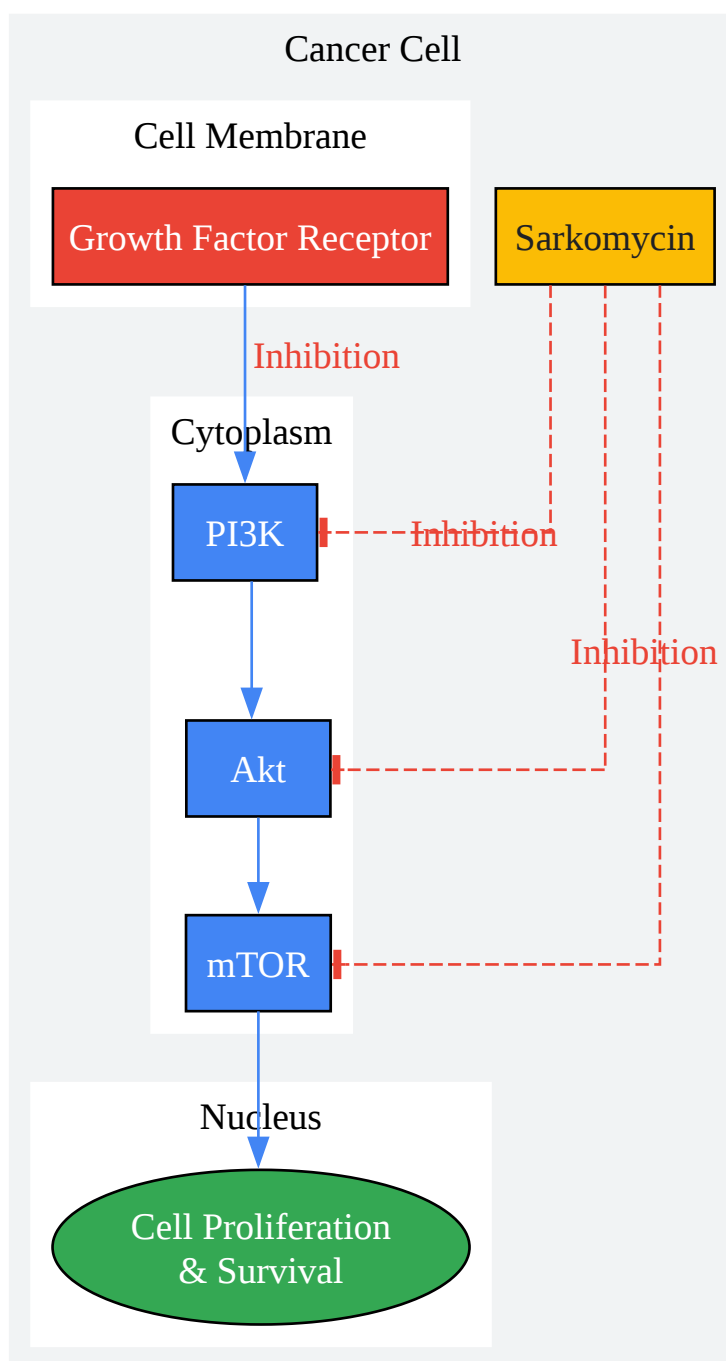 Cancer Cell
Cell Membrane
Growth Factor Receptor
Sarkomycin
Inhibition
Cytoplasm
PI3K
Inhibition
Inhibition
Akt
mTOR
Nucleus
Cell Proliferation
& Survival